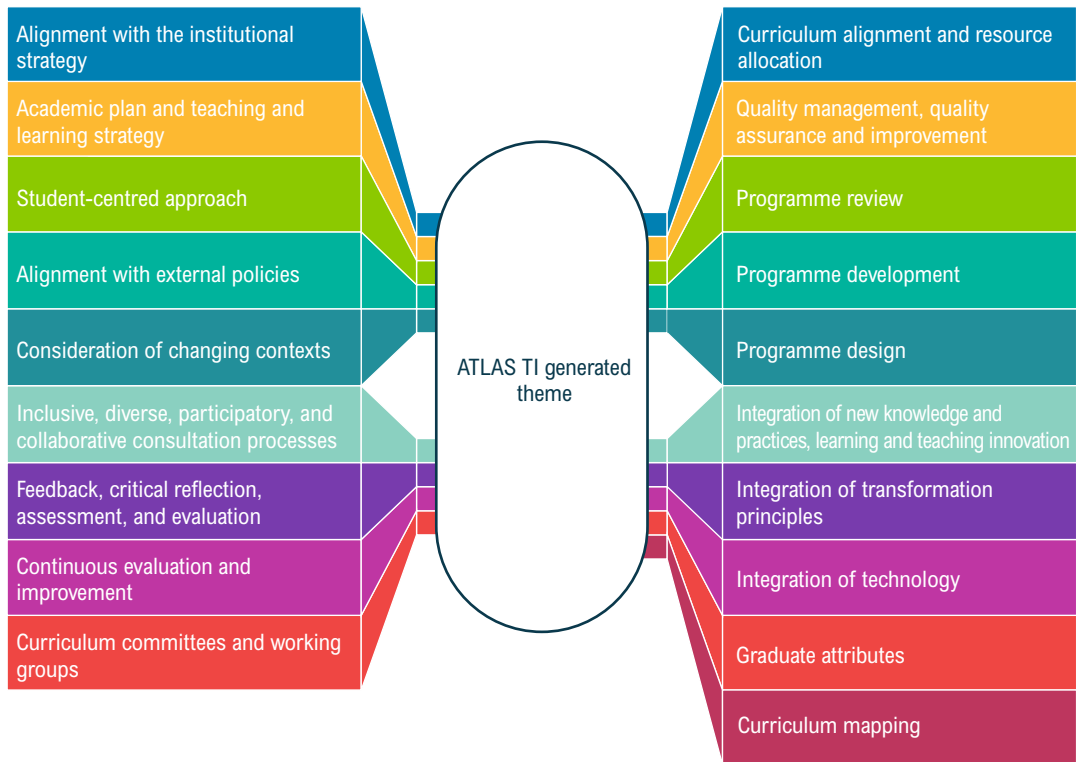 Alignment with the institutional
strategy
Academic plan and teaching and
learning strategy
Student-centred approach
Alignment with external policies
Consideration of changing contexts
Inclusive, diverse, participatory, and
collaborative consultation processes
Feedback, critical reflection,
assessment, and evaluation
Continuous evaluation and
improvement
Curriculum committees and working
groups
ATLAS TI generated
theme
Curriculum alignment and resource
allocation
Quality management, quality
assurance and improvement
Programme review
Programme development
Programme design
Integration of new knowledge and
practices, learning and teaching innovation
Integration of transformation
principles
Integration of technology
Graduate attributes
Curriculum mapping